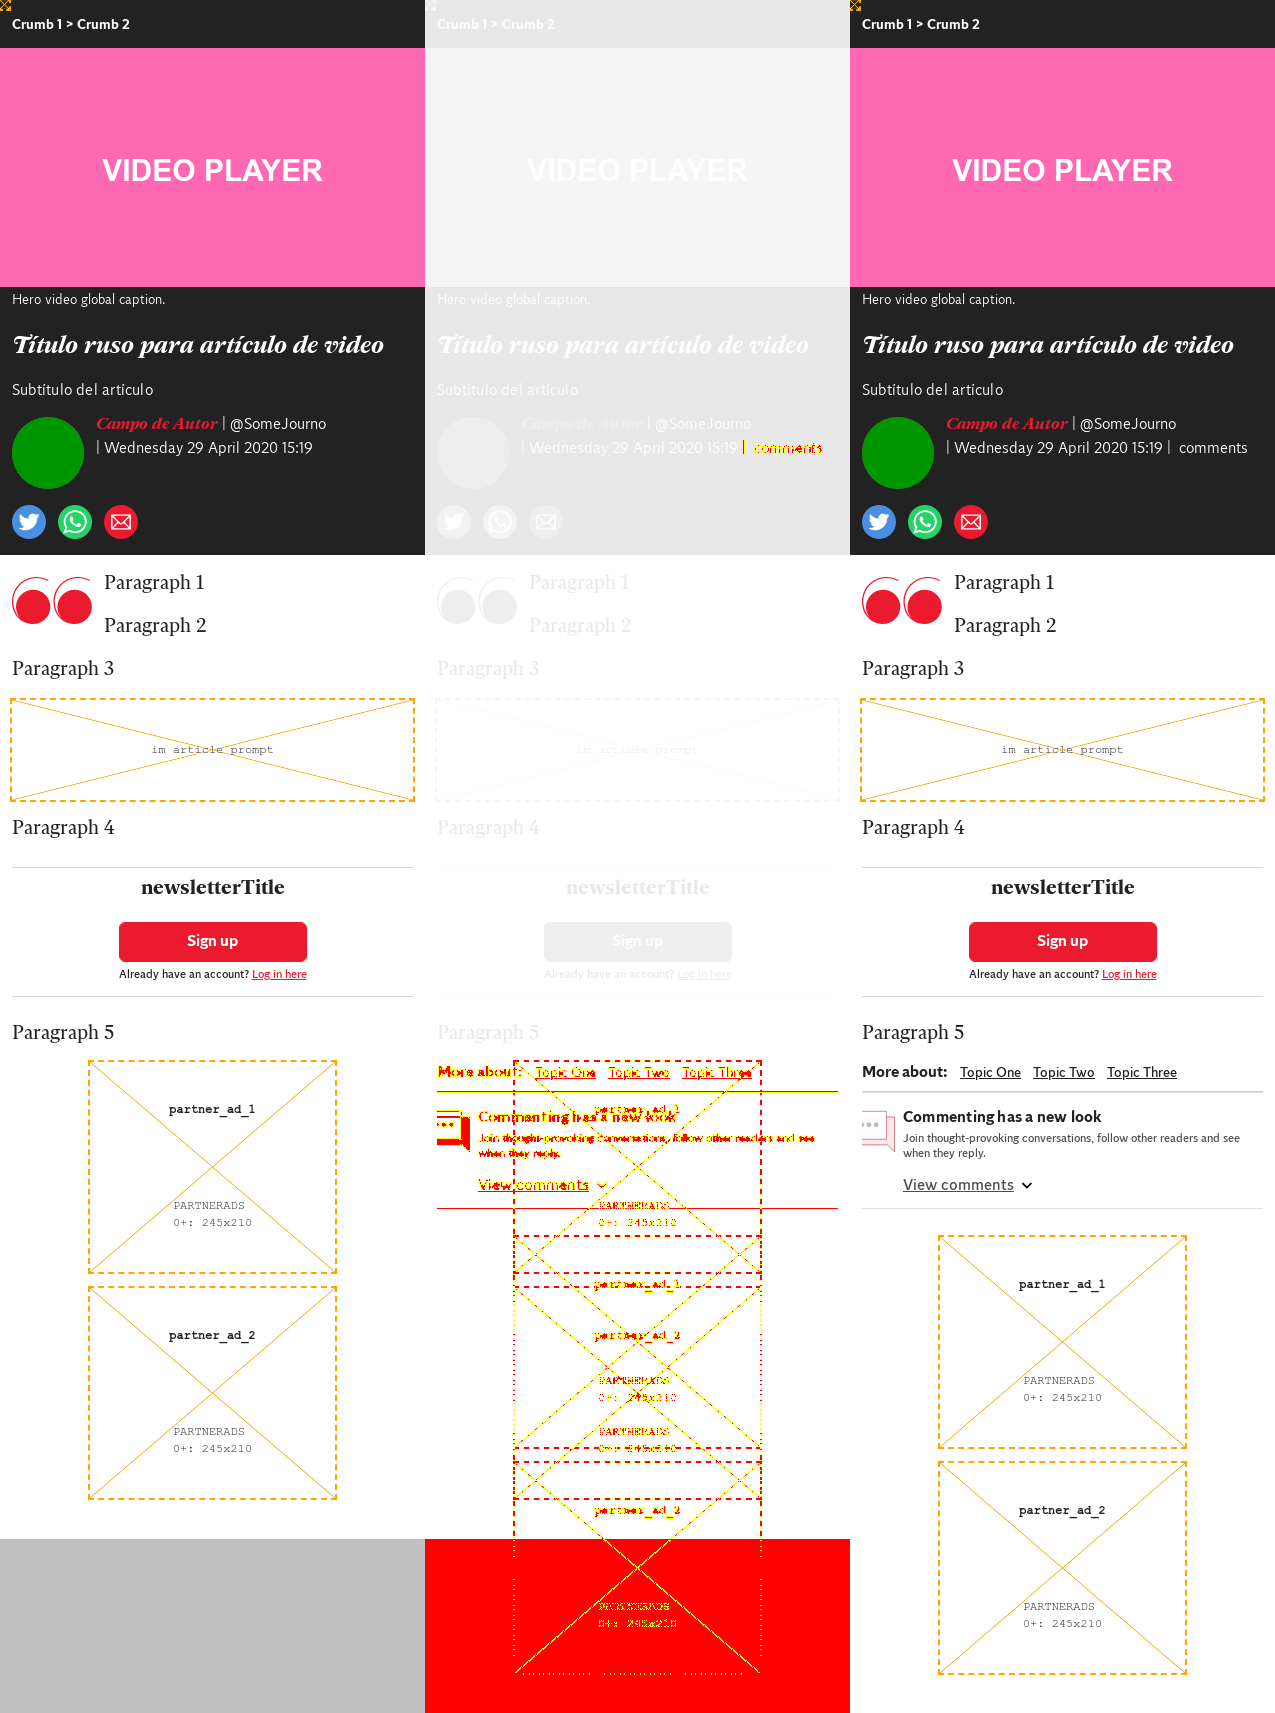 Crumb 1 > Crumb 2
VIDEO PLAYER
Hero video global caption.
Título ruso para artículo de video
Subtítulo del artículo
Campo de Autor | @SomeJourno
| Wednesday 29 April 2020 15:19
Paragraph 1
Paragraph 2
Paragraph 3
im article prompt
Paragraph 4
newsletterTitle
Sign up
Already have an account? Log in here
Paragraph 5
partner_ad_1
PARTNERADS
0+: 245x210
partner_ad_2
PARTNERADS
0+: 245x210
Crumb 1 > Crumb 2
VIDEO PLAYER
Hero video global caption.
Título ruso para artículo de video
Subtítulo del artículo
Campo de Autor | @SomeJourno
| Wednesday 29 April 2020 15:19 | comments
Paragraph 1
Paragraph 2
Paragraph 3
im article prompt
Paragraph 4
newsletterTitle
Sign up
Already have an account? Log in here
Paragraph 5
More about: Topic One Topic Two Topic Three
partner_ad_1
Commenting has a new look
Join thought-provoking conversations, follow other readers and see
when they reply.
View comments
PARTNERADS
0+: 245x210
partner_ad_1
partner_ad_2
PARTNERADS
0+: 245x210
PARTNERADS
0+: 245x210
partner_ad_2
PARTNERADS
0+: 245x210
Crumb 1 > Crumb 2
VIDEO PLAYER
Hero video global caption.
Título ruso para artículo de video
Subtítulo del artículo
Campo de Autor | @SomeJourno
| Wednesday 29 April 2020 15:19 | comments
Paragraph 1
Paragraph 2
Paragraph 3
im article prompt
Paragraph 4
newsletterTitle
Sign up
Already have an account? Log in here
Paragraph 5
More about: Topic One Topic Two Topic Three
Commenting has a new look
Join thought-provoking conversations, follow other readers and see
when they reply.
View comments
partner_ad_1
PARTNERADS
0+: 245x210
partner_ad_2
PARTNERADS
0+: 245x210